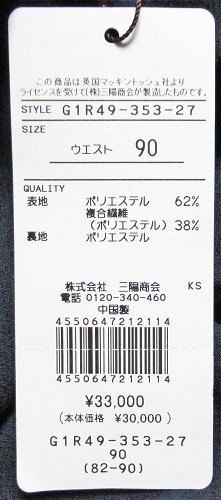 この商品は英国マッキントッシュ社より
ライセンスを受けて(株)三陽商会が製造したものです。
STYLE G1R49-353-27
SIZE
ウエスト 90
QUALITY
表地 ポリエステル 62%
複合繊維
(ポリエステル) 38%
裏地 ポリエステル
株式会社 三陽商会 KS
電話 0120-340-460
中国製
4550647212114
4550647212114
¥33,000
(本体価格 ¥30,000)
G1R49-353-27
90
(82-90)